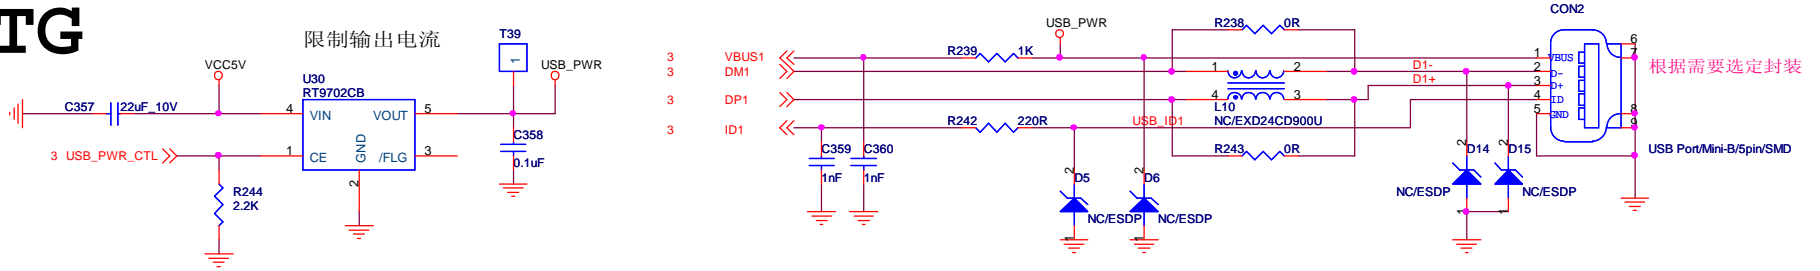 TG
限制输出电流
VCC5V
U30
RT9702CB
C357
22uF_10V
4
VIN
VOUT
5
3 USB_PWR_CTL
1
CE
GND
/FLG
3
2
R244
2.2K
T39
1
USB_PWR
C358
0.1uF
3
VBUS1
3
DM1
3
DP1
3
ID1
R239
1K
USB_PWR
R238
0R
1
2
4
3
L10
NC/EXD24CD900U
R242
220R
USB_ID1
R243
0R
C359
1nF
C360
1nF
2
D5
NC/ESDP
1
2
D6
NC/ESDP
1
D1-
D1+
2
D14
NC/ESDP
1
2
D15
NC/ESDP
1
CON2
1
VBUS
2
D-
3
D+
4
ID
5
GND
6
7
8
9
根据需要选定封装
USB Port/Mini-B/5pin/SMD